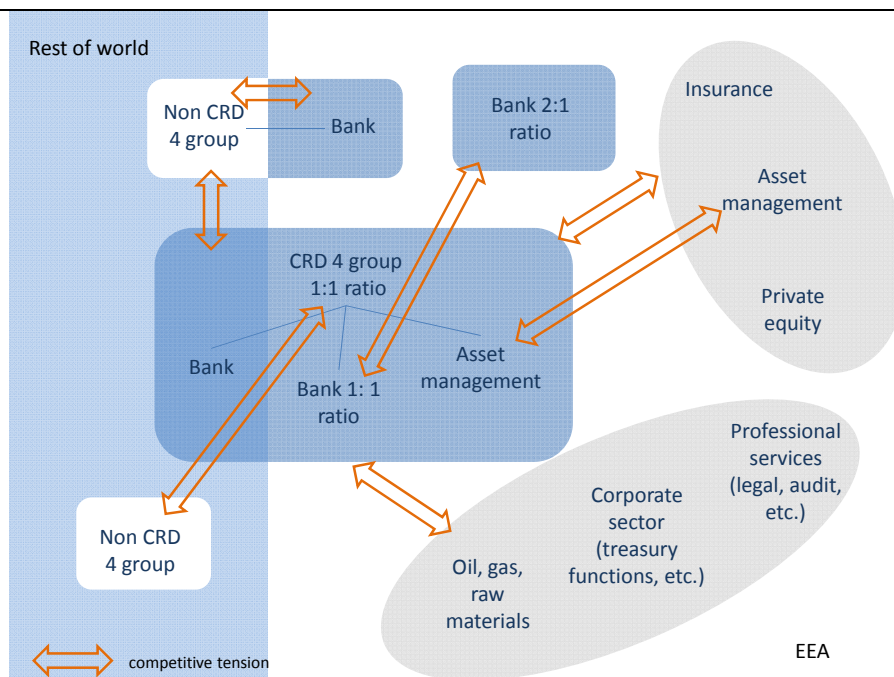 Rest of world
Non CRD
4 group
Bank
Bank 2:1
ratio
Insurance
Asset
management
Private
equity
CRD 4 group
1:1 ratio
Bank
Bank 1: 1
ratio
Asset
management
Non CRD
4 group
Professional
services
(legal, audit,
etc.)
Corporate
sector
(treasury
functions, etc.)
Oil, gas,
raw
materials
competitive tension
EEA